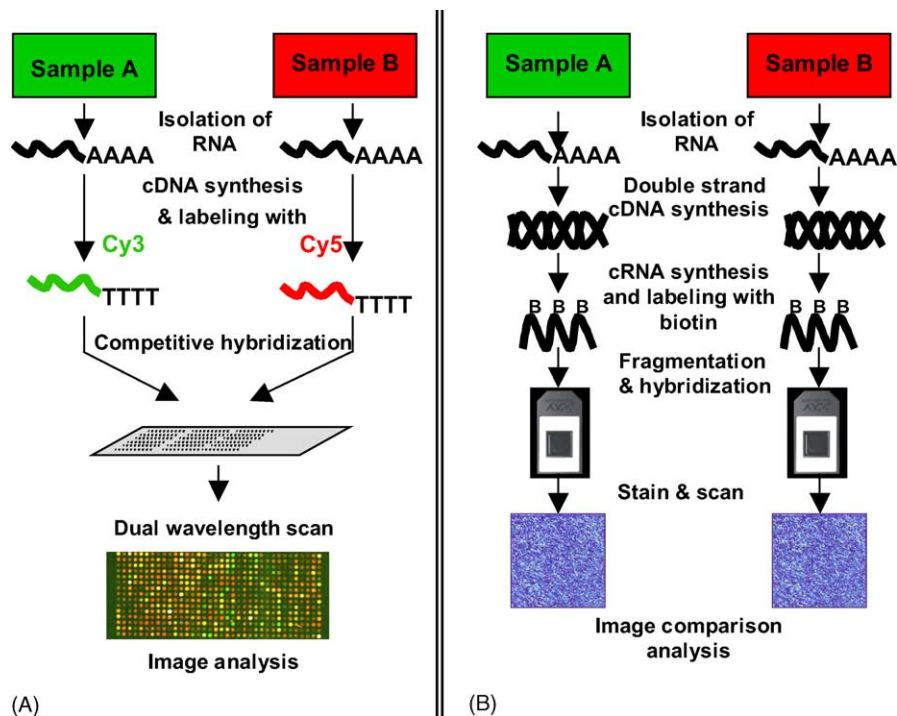 Sample A
Sample B
Isolation of
RNA
AAAA
AAAA
cDNA synthesis
& labeling with
Cy3
Cy5
TTTT
TTTT
Competitive hybridization
Dual wavelength scan
Image analysis
(A)
Sample A
Sample B
Isolation of
RNA
AAAA
AAAA
Double strand
cDNA synthesis
cRNA synthesis
and labeling with
biotin
B B B
B B B
Fragmentation
& hybridization
Stain & scan
Image comparison
analysis
(B)